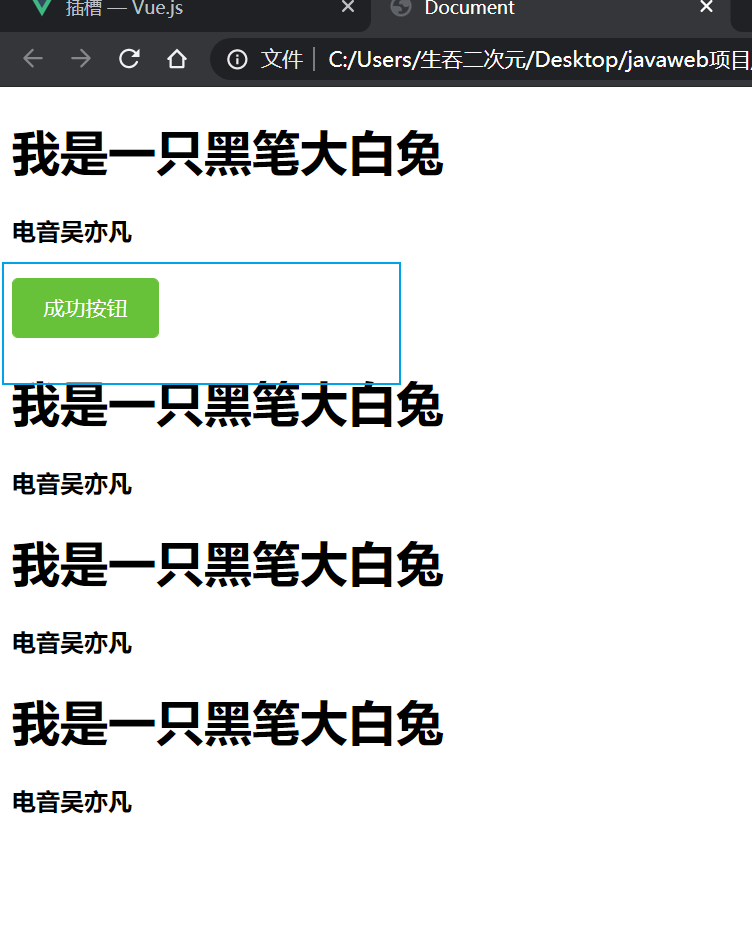 插槽 — Vue.js
Document
文件 C:/Users/生吞二次元/Desktop/javaweb项目
我是一只黑笔大白兔
电音吴亦凡
成功按钮
我是一只黑笔大白兔
电音吴亦凡
我是一只黑笔大白兔
电音吴亦凡
我是一只黑笔大白兔
电音吴亦凡